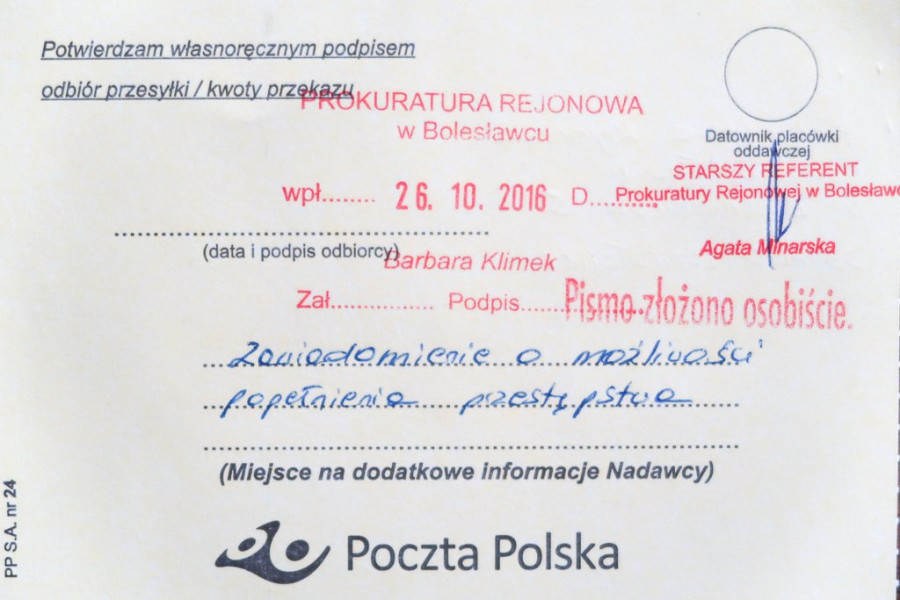 Potwierdzam własnoręcznym podpisem
odbiór przesyłki / kwoty przekazu
PROKURATURA REJONOWA
w Bolesławcu
Datownik placówki
oddawczej
STARSZY REFERENT
Prokuratury Rejonowej w Bolesławc
wpł........ 26. 10. 2016 D..........
(data i podpis odbiorcy)
Agata Minarska
Barbara Klimek
Zał............... Podpis...... Pismo złożono osobiście.
Zawiadomienie o możliwości
popełnienia przestępstwa
(Miejsce na dodatkowe informacje Nadawcy)
PP S.A. nr 24
Poczta Polska